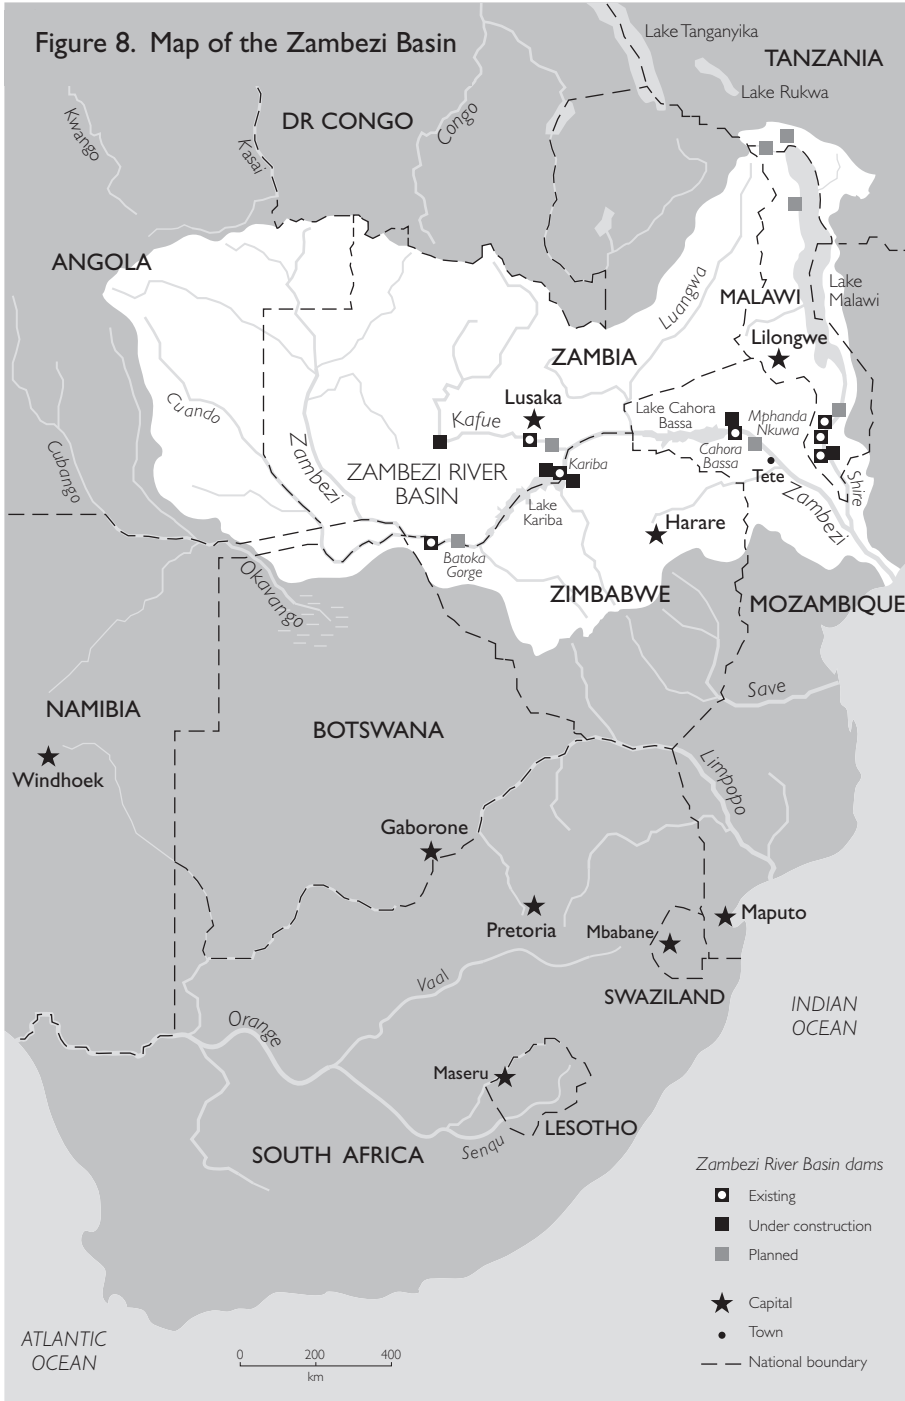 Figure 8. Map of the Zambezi Basin
Lake Tanganyika
TANZANIA
Lake Rukwa
DR CONGO
Congo
Kwango
Kasai
ANGOLA
Luangwa
MALAWI
Lake
Malawi
Lilongwe
ZAMBIA
Lusaka
Cuando
Kafue
Lake Cahora
Bassa
Mphanda
Nkuwa
Cahora
Bassa
Zambezi
Cubango
ZAMBEZI RIVER
BASIN
Kariba
Tete
Shire
Lake
Kariba
Zambezi
Harare
Batoka
Gorge
Okavango
ZIMBABWE
MOZAMBIQUE
NAMIBIA
BOTSWANA
Save
Windhoek
Limpopo
Gaborone
Pretoria
Mbabane
Maputo
Vaal
SWAZILAND
INDIAN
OCEAN
Orange
Maseru
LESOTHO
SOUTH AFRICA
Senqu
Zambezi River Basin dams
Existing
Under construction
Planned
Capital
Town
National boundary
ATLANTIC
OCEAN
0 200 400
km